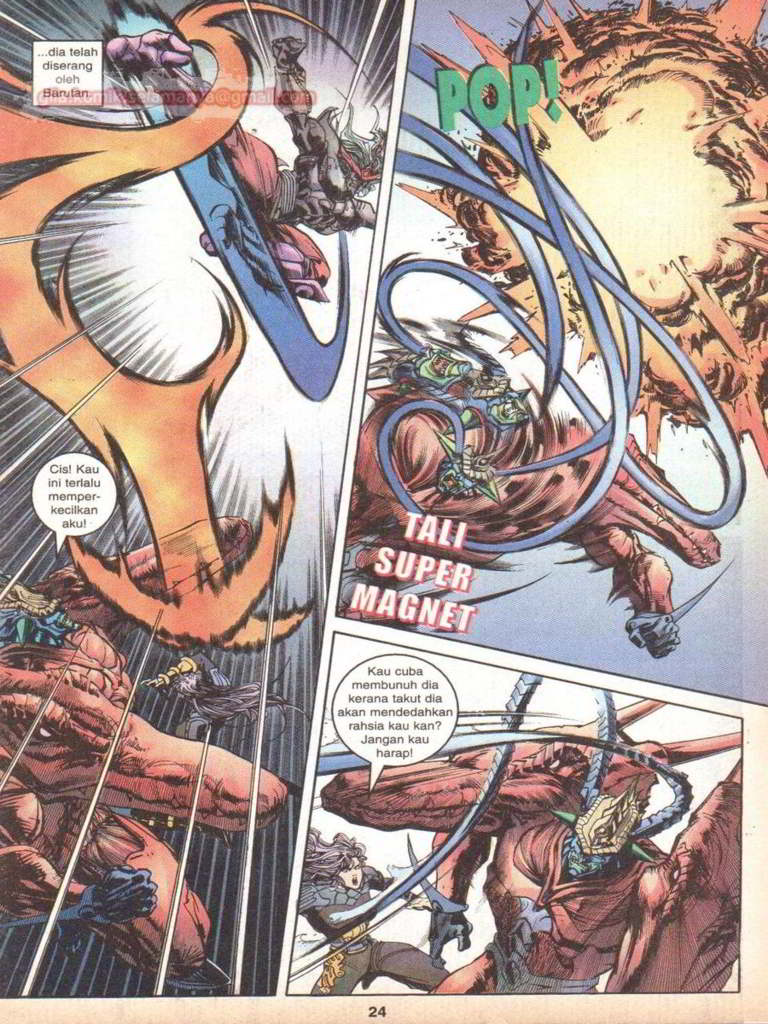 ...dia telah
diserang
oleh
Barutan.
POP!
Cis! Kau
ini terlalu
memper-
kecilkan
aku!
TALI
SUPER
MAGNET
Kau cuba
membunuh dia
kerana takut dia
akan mendedahkan
rahsia kau kan?
Jangan kau
harap!
24